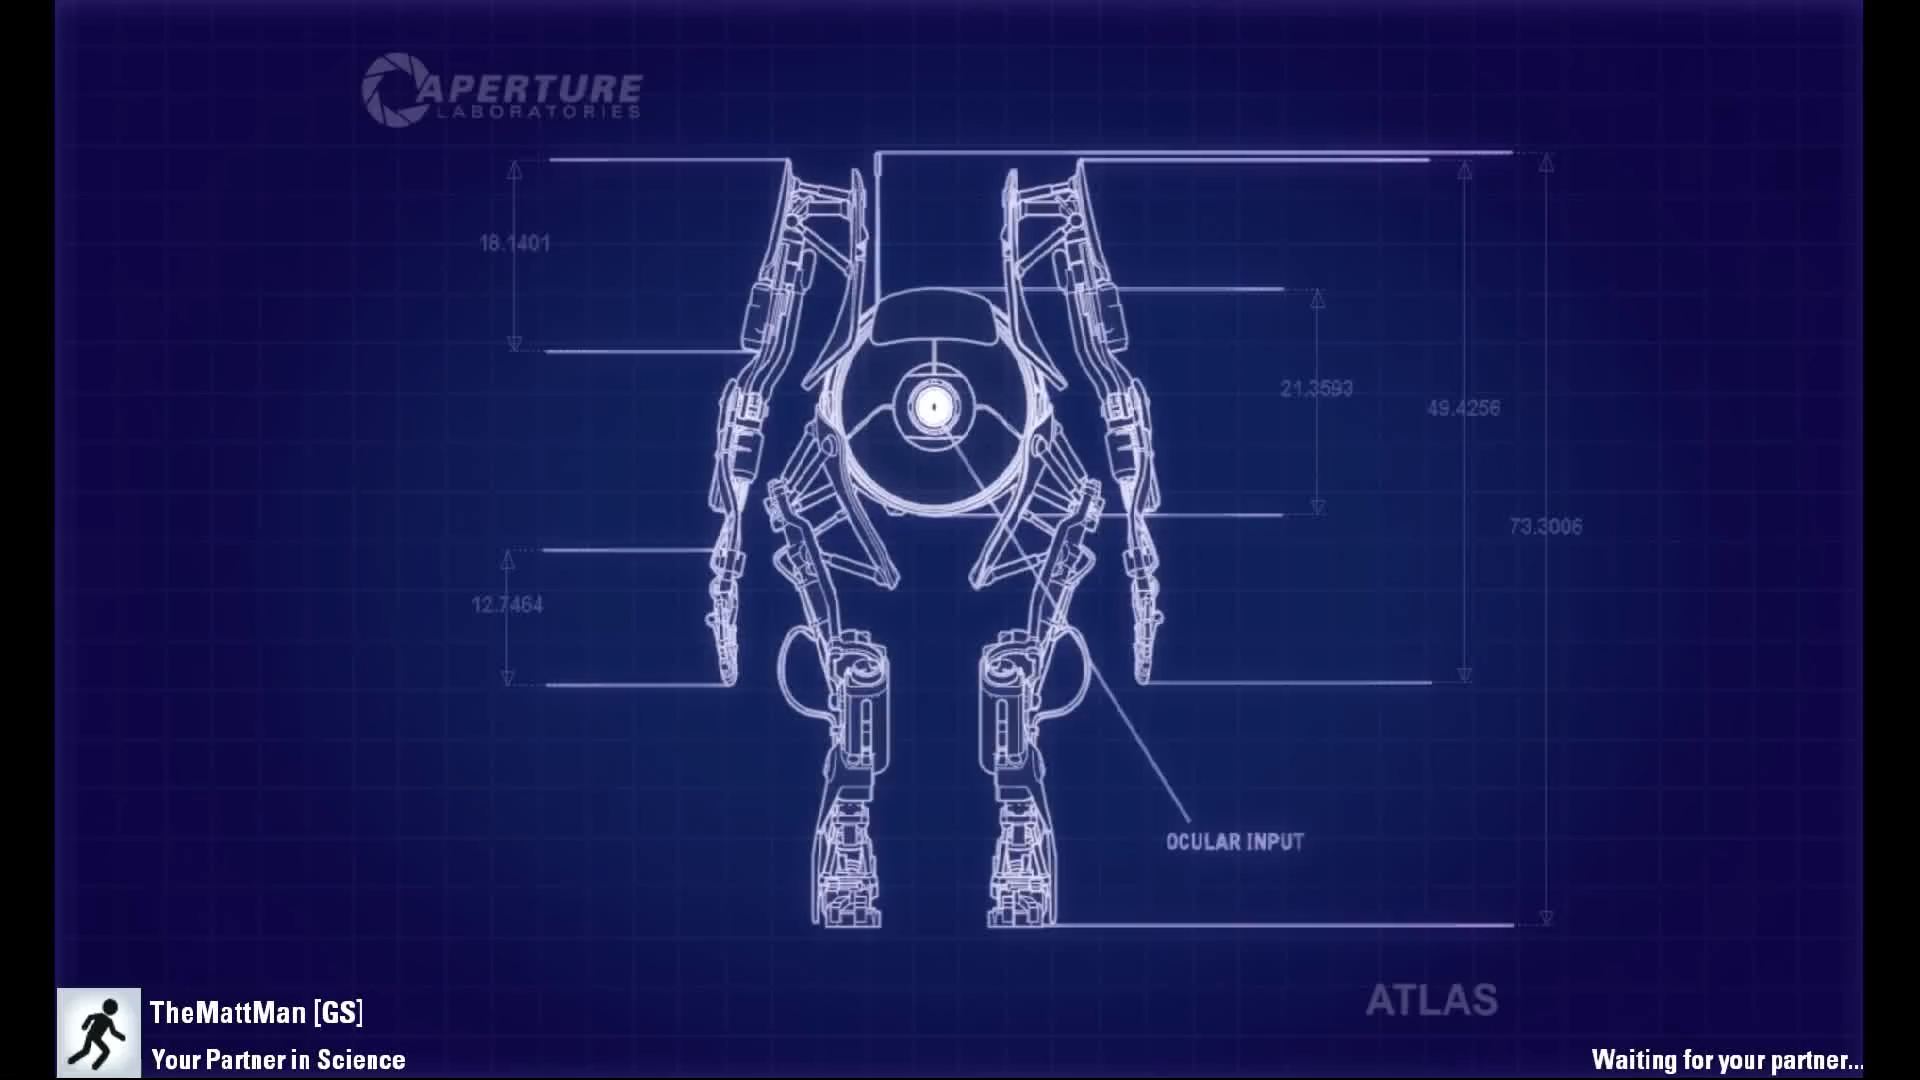 APERTURE
LABORATORIES
18.1401
21.3593
49.4256
73.3006
12.7464
OCULAR INPUT
ATLAS
TheMattMan [GS]
Your Partner in Science
Waiting for your partner...